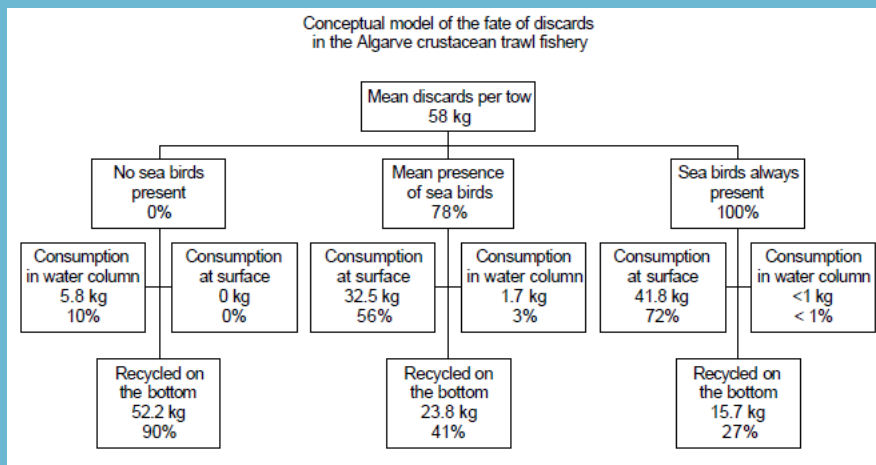 Conceptual model of the fate of discards
in the Algarve crustacean trawl fishery
Mean discards per tow
58 kg
No sea birds
present
0%
Mean presence
of sea birds
78%
Sea birds always
present
100%
Consumption
in water column
5.8 kg
10%
Consumption
at surface
0 kg
0%
Consumption
at surface
32.5 kg
56%
Consumption
in water column
1.7 kg
3%
Consumption
at surface
41.8 kg
72%
Consumption
in water column
<1 kg
< 1%
Recycled on
the bottom
52.2 kg
90%
Recycled on
the bottom
23.8 kg
41%
Recycled on
the bottom
15.7 kg
27%